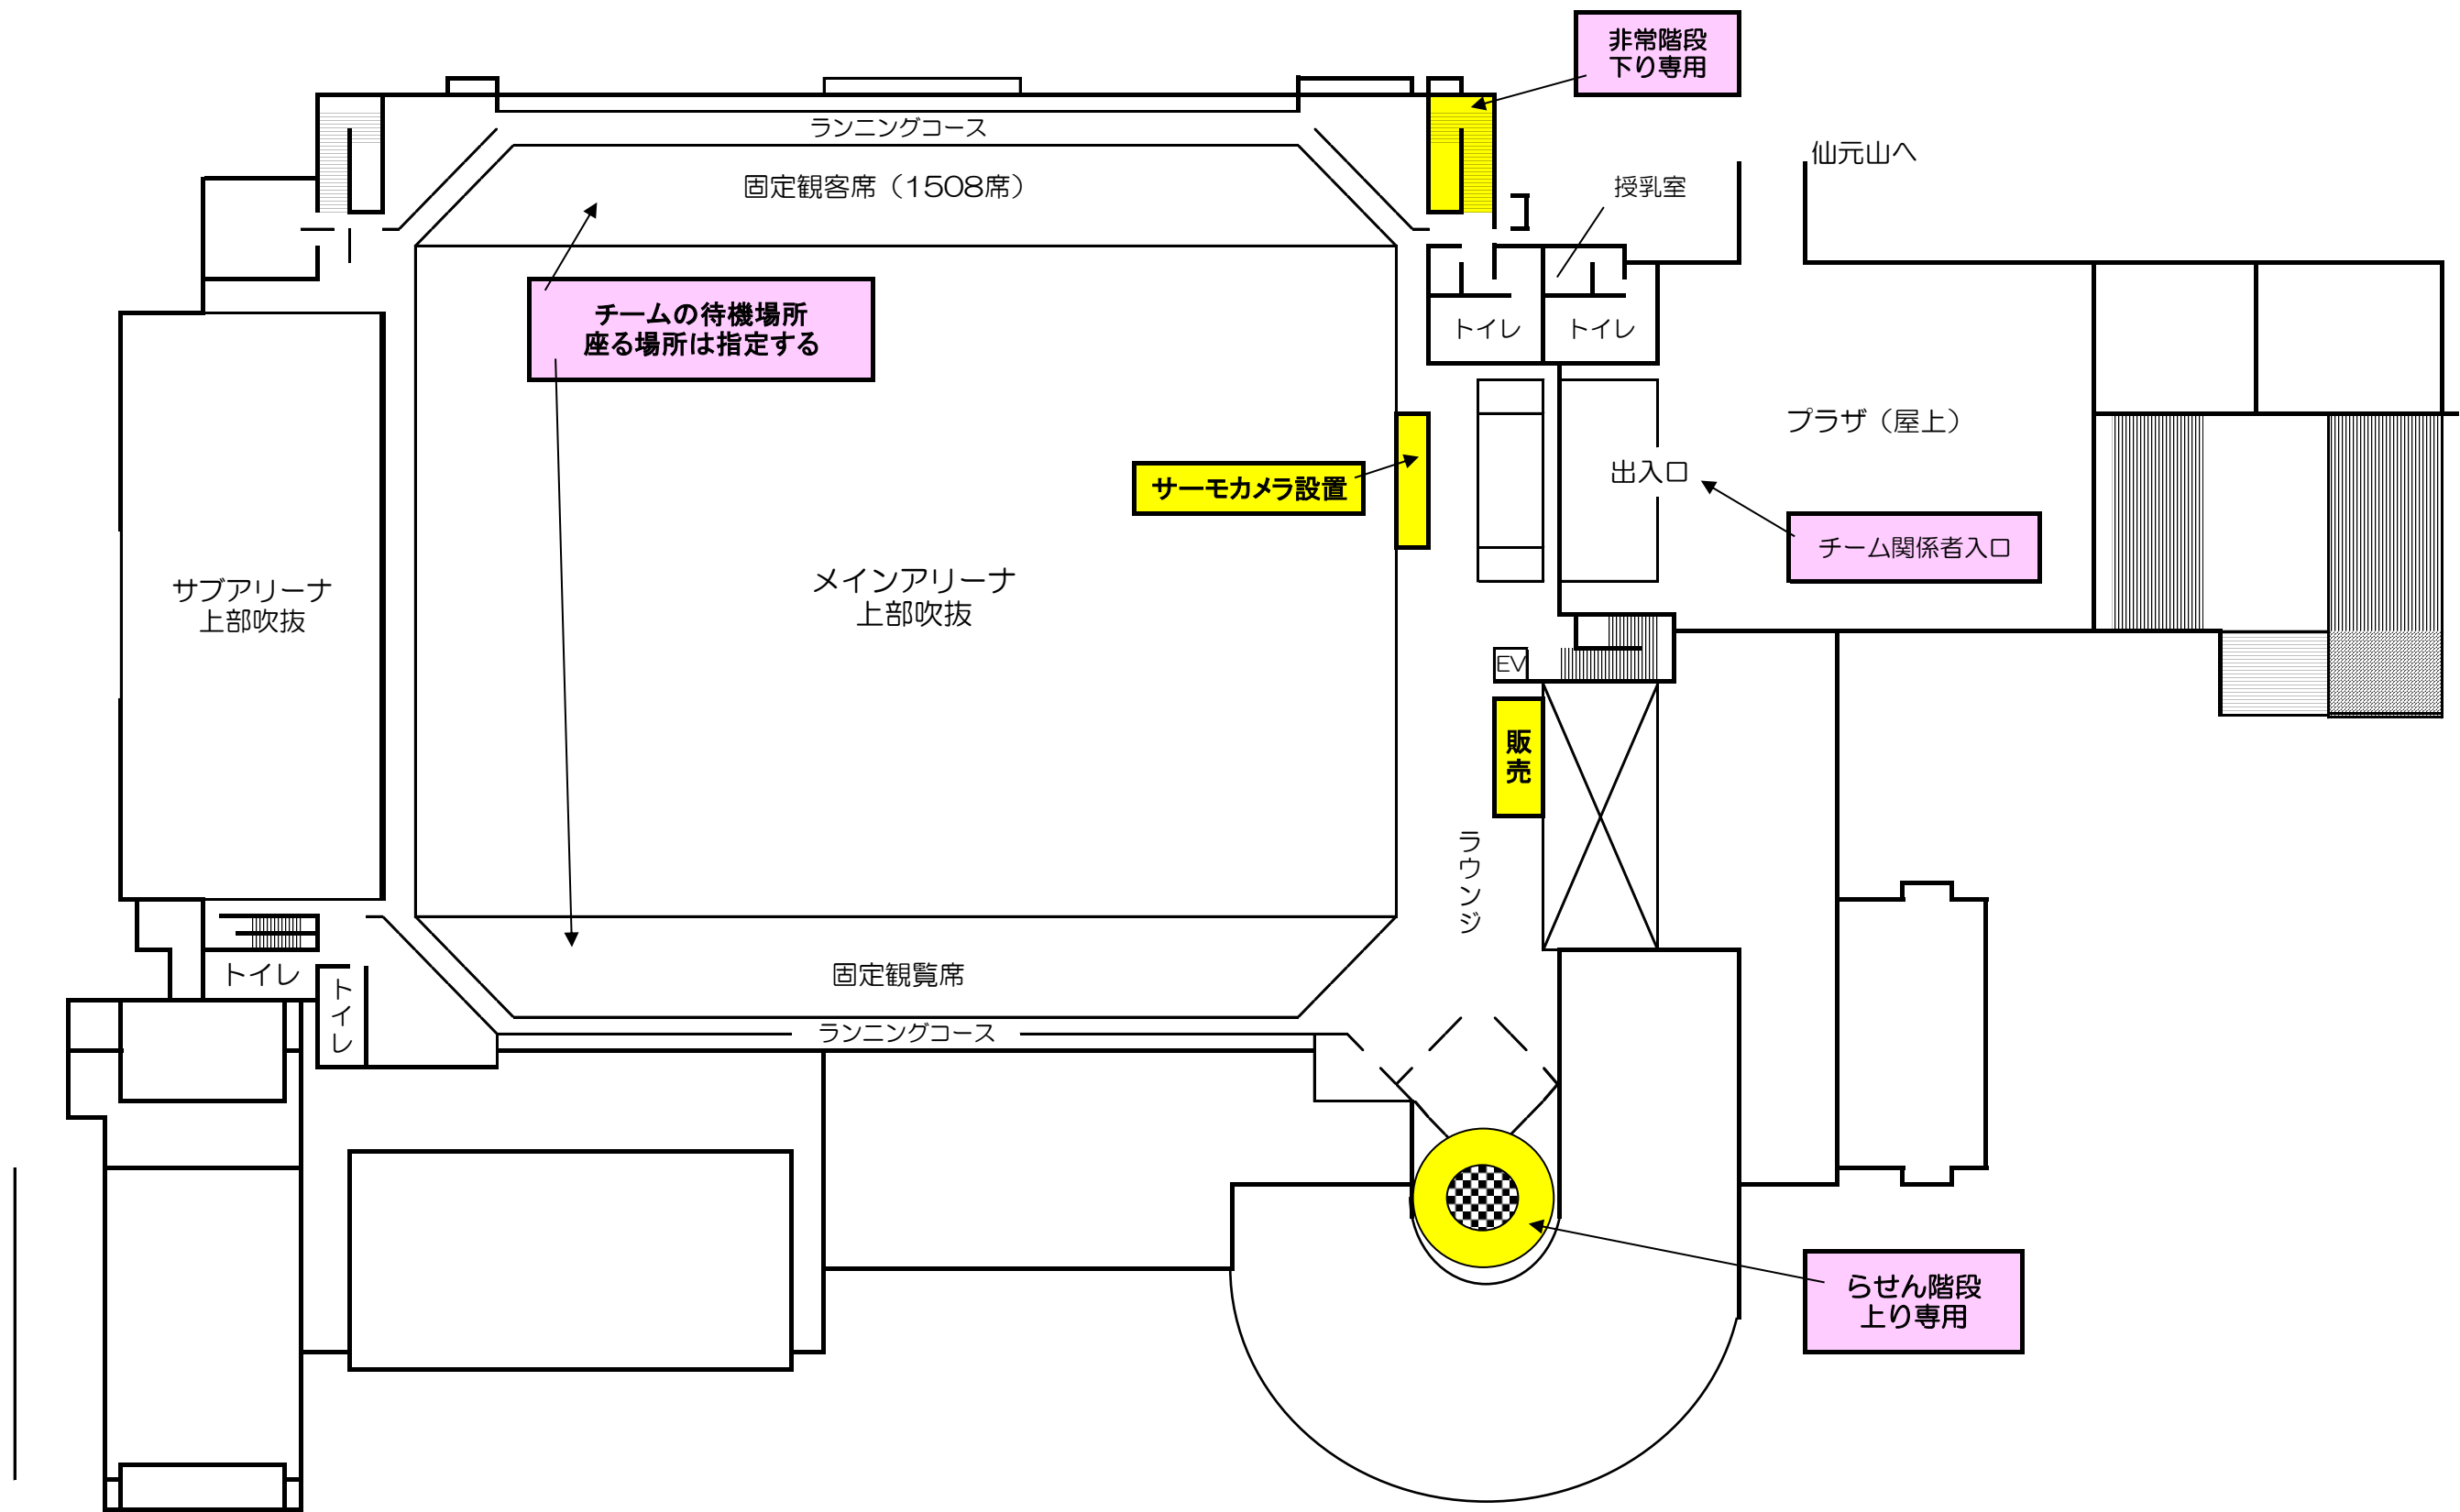 非常階段
下り専用
ランニングコース
仙元山へ
固定観客席（1508席）
授乳室
チームの待機場所
座る場所は指定する
トイレ
トイレ
プラザ（屋上）
出入口
サーモカメラ設置
チーム関係者入口
サブアリーナ
上部吹抜
メインアリーナ
上部吹抜
EV
販売
ラウンジ
トイレ
トイレ
固定観覧席
ランニングコース
らせん階段
上り専用